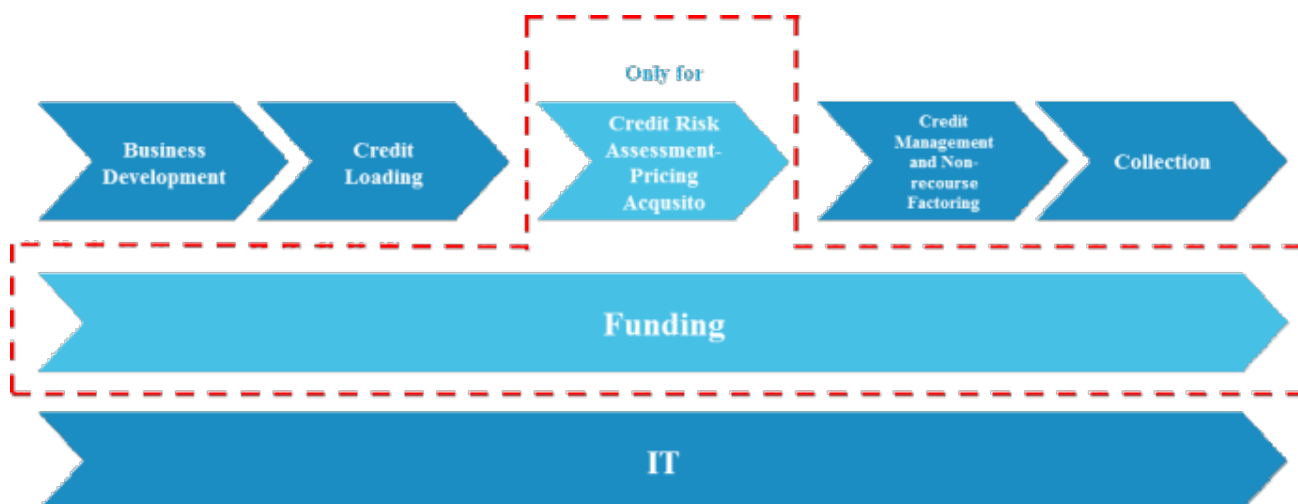 Only for
Business
Development
Credit
Loading
Credit Risk
Assessment-
Pricing
Acqusito
Credit
Management
and Non-
recourse
Factoring
Collection
Funding
IT